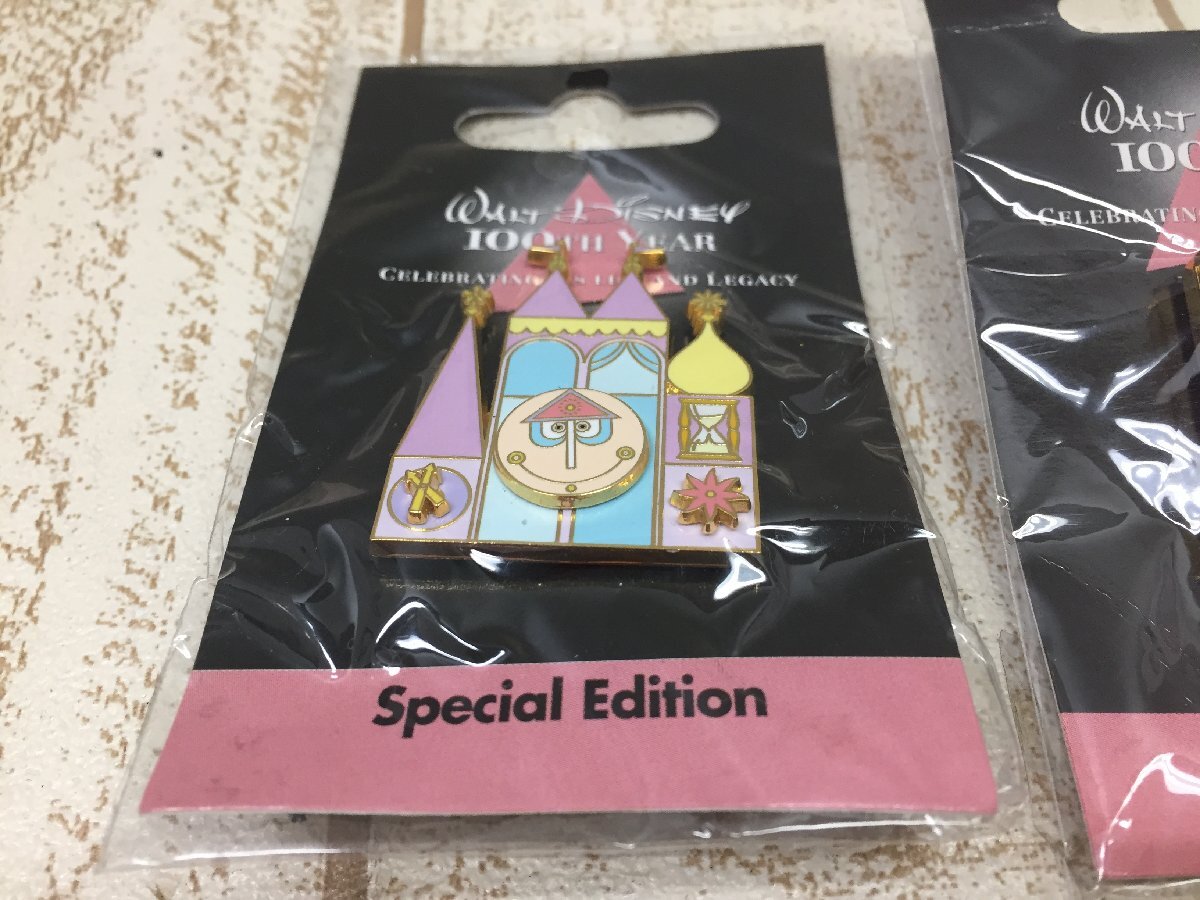 WALT DISNEY
100TH YEAR
CELEBRATING LEGACY
Special Edition
WALT
100
CELEBRATIN